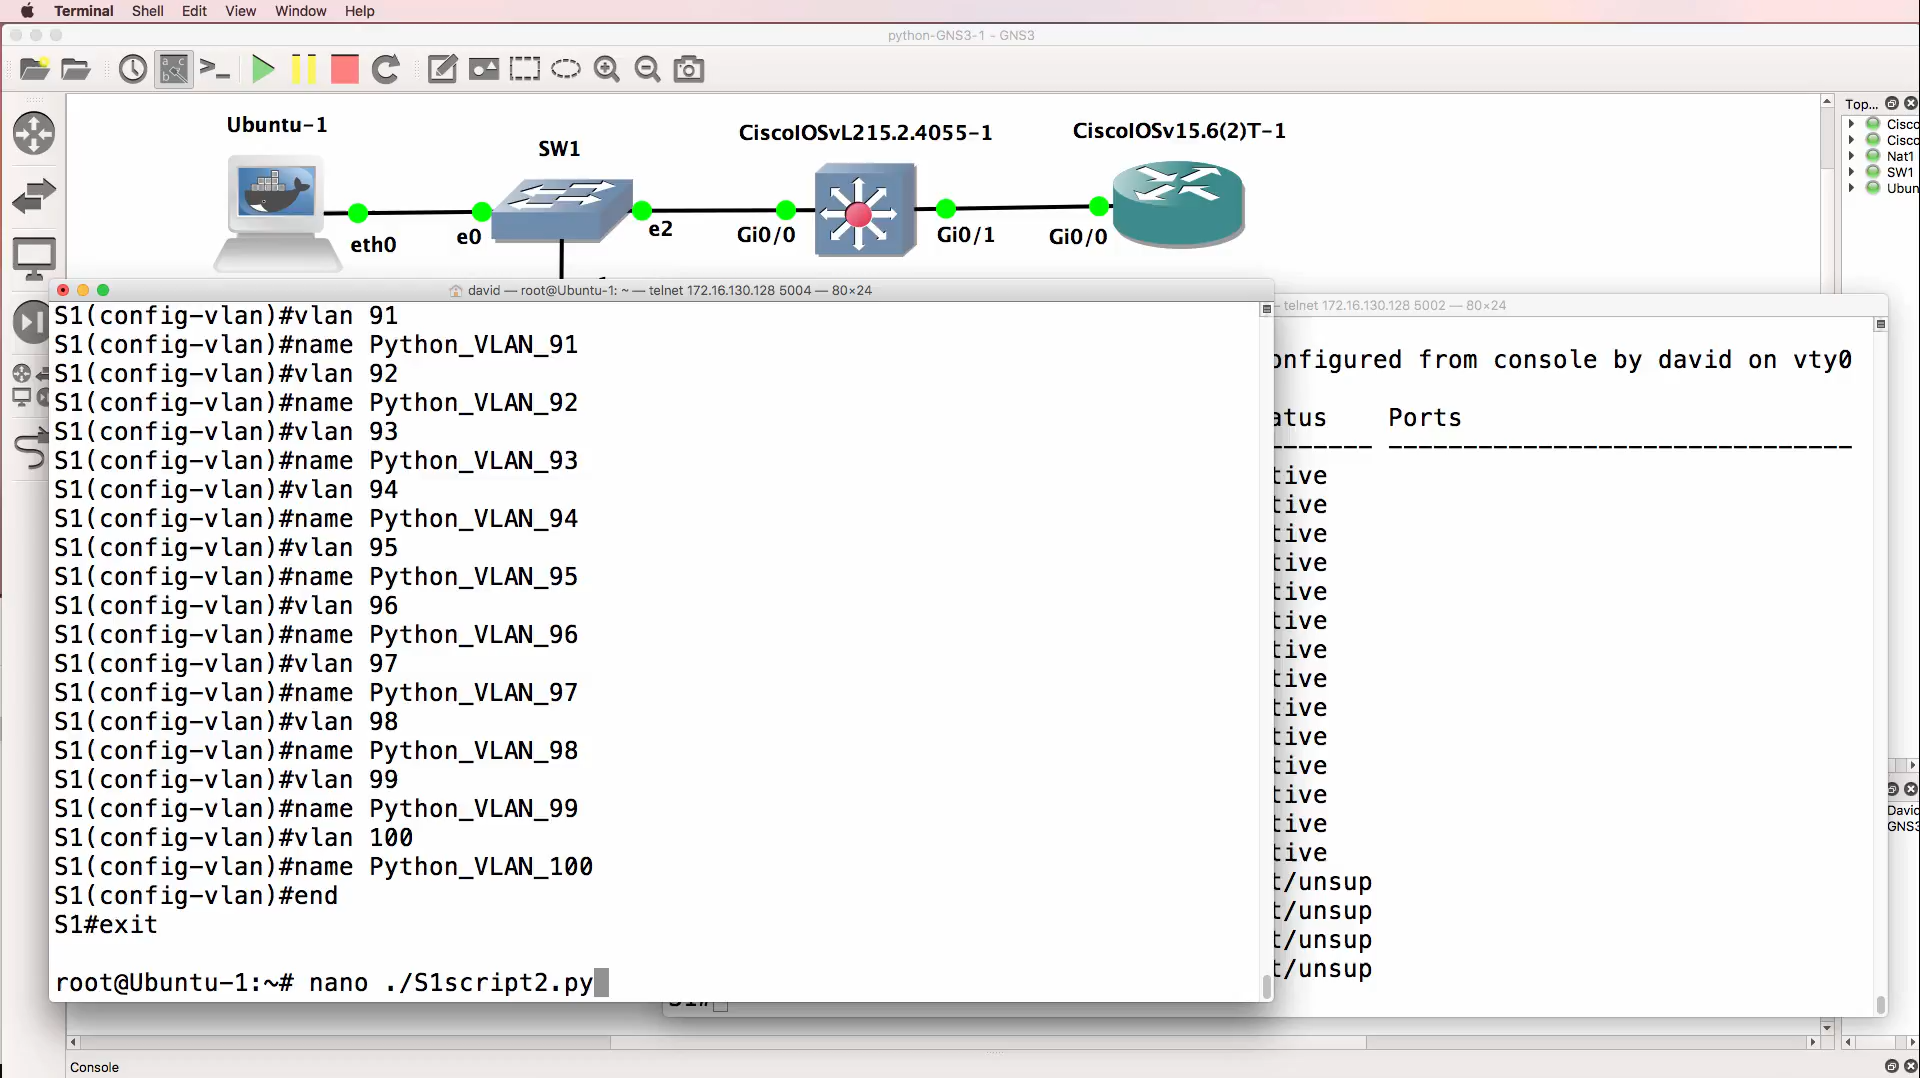 Terminal Shell Edit View Window Help
python-GNS3-1 - GNS3
Ubuntu-1
SW1
CiscoIOSvL215.2.4055-1
CiscoIOSv15.6(2)T-1
eth0
e0
e2
Gi0/0
Gi0/1
Gi0/0
Top...
Cisco
Cisco
Nat1
SW1
Ubun
david — root@Ubuntu-1: ~ — telnet 172.16.130.128 5004 — 80×24
S1(config-vlan)#vlan 91
S1(config-vlan)#name Python_VLAN_91
S1(config-vlan)#vlan 92
S1(config-vlan)#name Python_VLAN_92
S1(config-vlan)#vlan 93
S1(config-vlan)#name Python_VLAN_93
S1(config-vlan)#vlan 94
S1(config-vlan)#name Python_VLAN_94
S1(config-vlan)#vlan 95
S1(config-vlan)#name Python_VLAN_95
S1(config-vlan)#vlan 96
S1(config-vlan)#name Python_VLAN_96
S1(config-vlan)#vlan 97
S1(config-vlan)#name Python_VLAN_97
S1(config-vlan)#vlan 98
S1(config-vlan)#name Python_VLAN_98
S1(config-vlan)#vlan 99
S1(config-vlan)#name Python_VLAN_99
S1(config-vlan)#vlan 100
S1(config-vlan)#name Python_VLAN_100
S1(config-vlan)#end
S1#exit
root@Ubuntu-1:~# nano ./S1script2.py
— telnet 172.16.130.128 5002 — 80×24
onfigured from console by david on vty0
atus Ports
------- -------------------------------
tive
tive
tive
tive
tive
tive
tive
tive
tive
tive
tive
tive
tive
tive
t/unsup
t/unsup
t/unsup
t/unsup
S1#
David
GNS3
Console